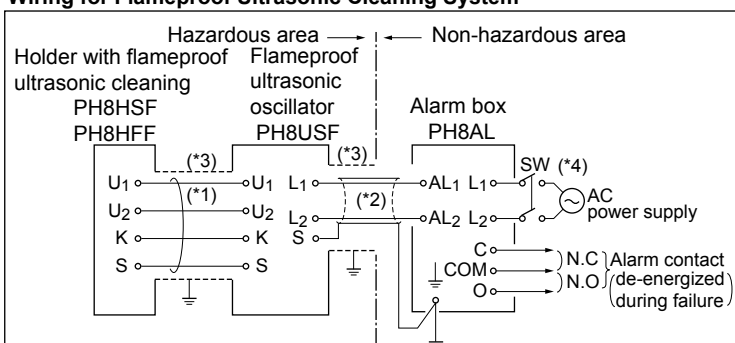 Wiring for Flameproof Ultrasonic Cleaning System
Hazardous area
Non-hazardous area
Holder with flameproof
ultrasonic cleaning
PH8HSF
PH8HFF
Flameproof
ultrasonic
oscillator
PH8USF
Alarm box
PH8AL
(*3)
(*3)
SW (*4)
U1 (*1) U1 L1 (*2) AL1 L1
AC
power supply
U2 U2 L2 AL2 L2
K K S
S S
C
COM
O
N.C
N.O
Alarm contact
(de-energized
during failure)